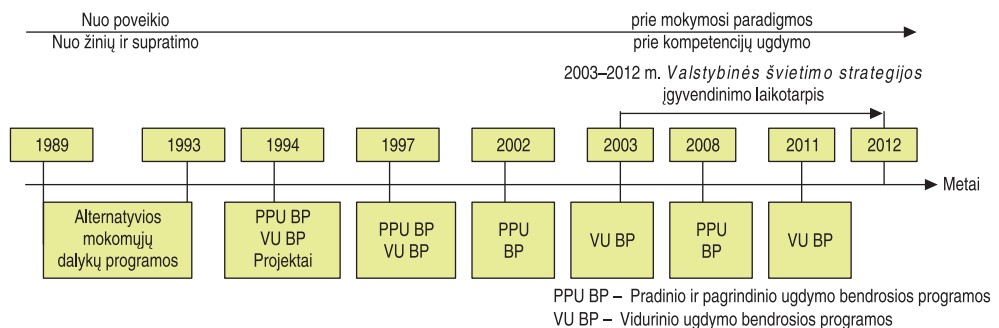 Nuo poveikio prie mokymosi paradigmos
Nuo žinių ir supratimo prie kompetencijų ugdymo
2003–2012 m. Valstybinės švietimo strategijos
įgyvendinimo laikotarpis
1989 1993 1994 1997 2002 2003 2008 2011 2012
Metai
Alternatyvios
mokomųjų
dalykų programos
PPU BP
VU BP
Projektai
PPU BP
VU BP
PPU
BP
VU BP
PPU
BP
VU BP
PPU BP – Pradinio ir pagrindinio ugdymo bendrosios programos
VU BP – Vidurinio ugdymo bendrosios programos